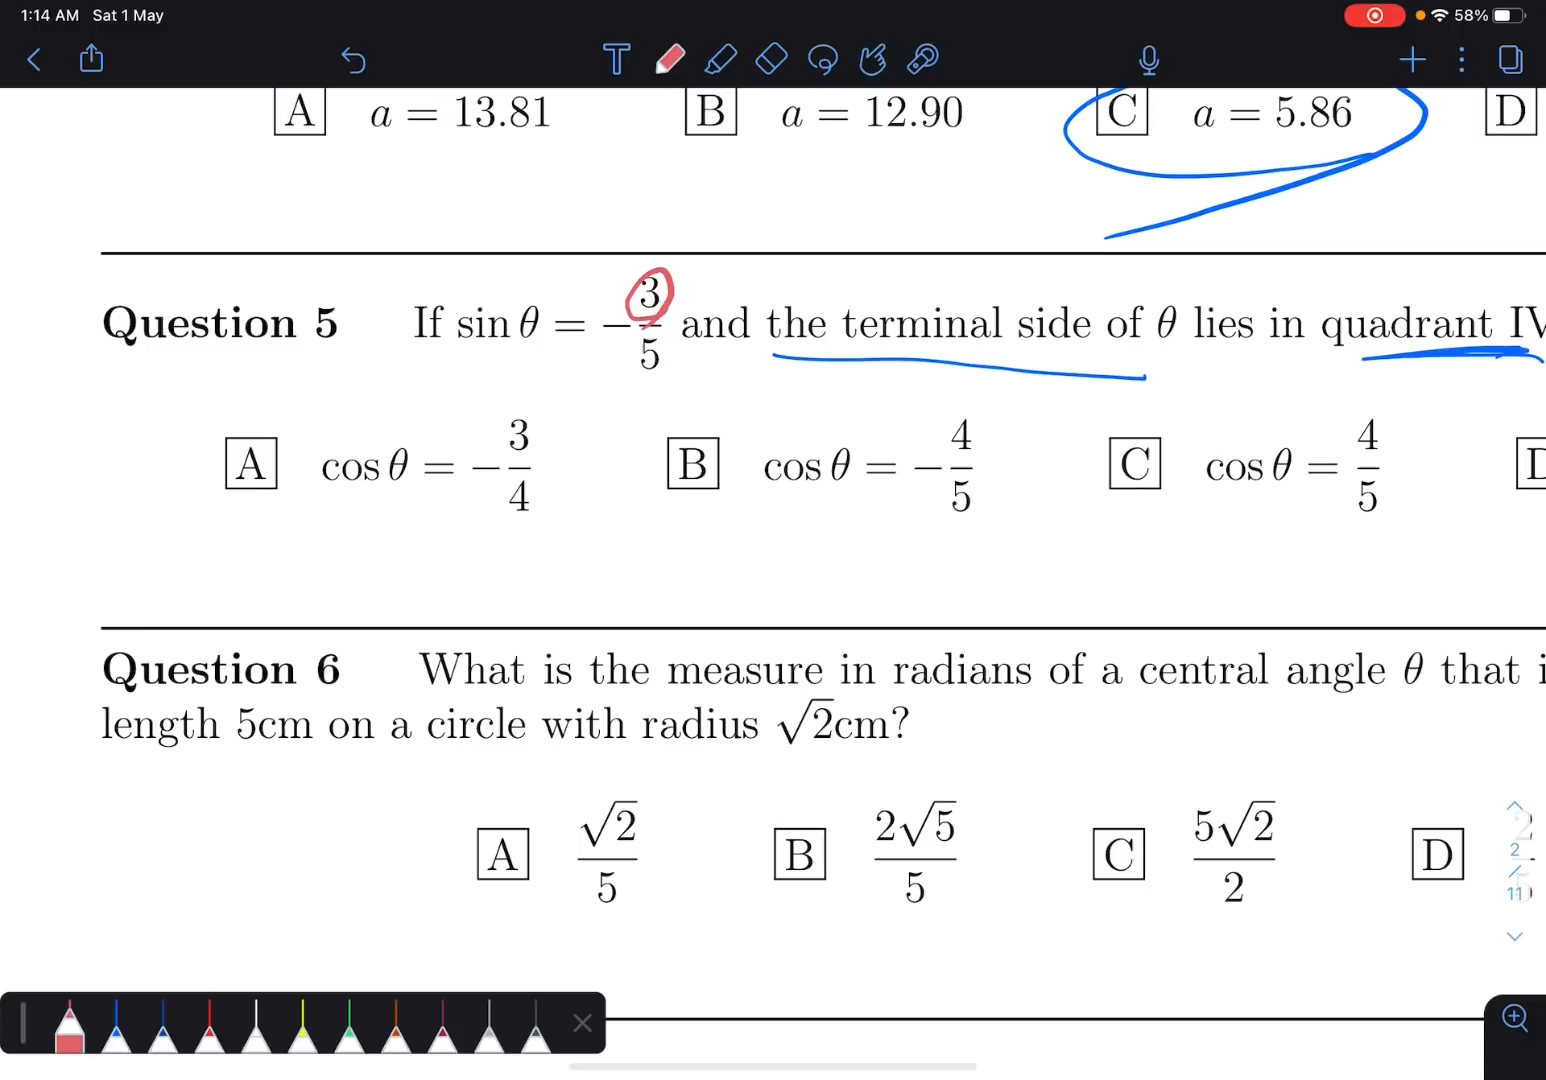 1:14 AM Sat 1 May 58%
A a = 13.81 B a = 12.90 C a = 5.86 D
Question 5 If sin θ = −3/5 and the terminal side of θ lies in quadrant IV
A cos θ = −3/4 B cos θ = −4/5 C cos θ = 4/5
Question 6 What is the measure in radians of a central angle θ that
length 5cm on a circle with radius √2cm?
A √2/5 B 2√5/5 C 5√2/2 D
2/11